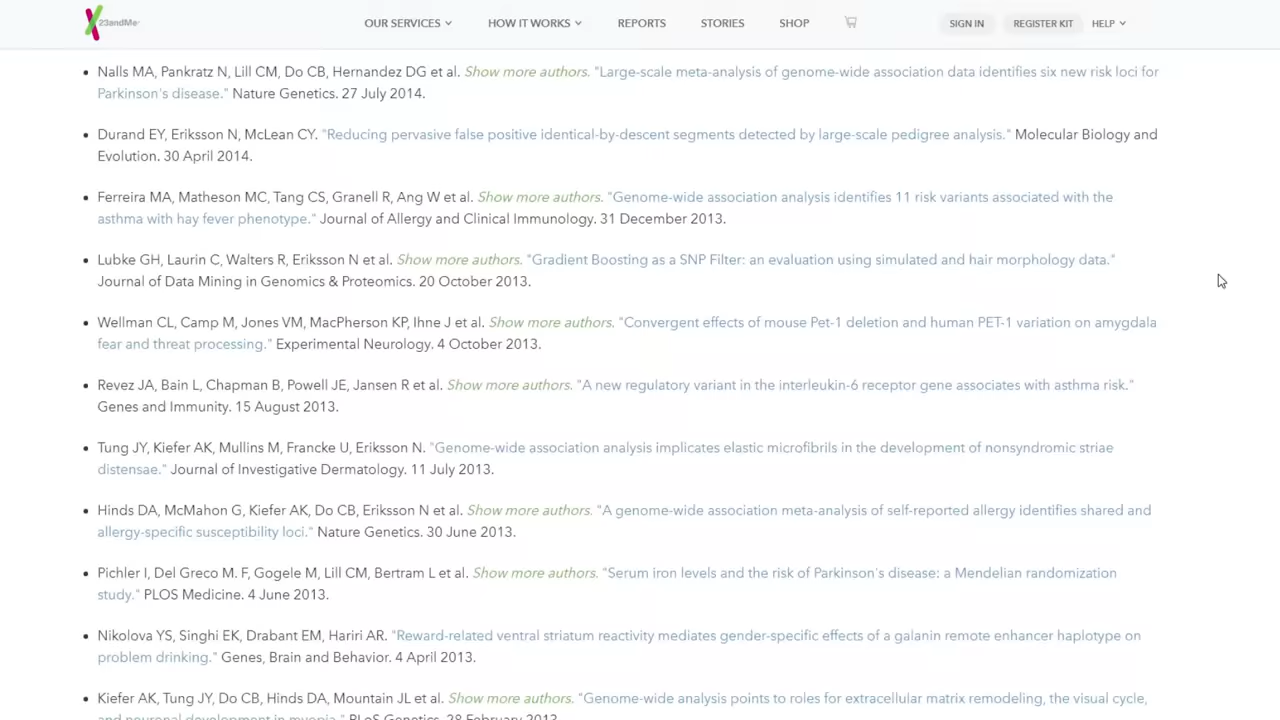 23andMe
OUR SERVICES HOW IT WORKS REPORTS STORIES SHOP SIGN IN REGISTER KIT HELP
Nalls MA, Pankratz N, Lill CM, Do CB, Hernandez DG et al. Show more authors. "Large-scale meta-analysis of genome-wide association data identifies six new risk loci for
Parkinson's disease." Nature Genetics. 27 July 2014.
Durand EY, Eriksson N, McLean CY. "Reducing pervasive false positive identical-by-descent segments detected by large-scale pedigree analysis." Molecular Biology and
Evolution. 30 April 2014.
Ferreira MA, Matheson MC, Tang CS, Granell R, Ang W et al. Show more authors. "Genome-wide association analysis identifies 11 risk variants associated with the
asthma with hay fever phenotype." Journal of Allergy and Clinical Immunology. 31 December 2013.
Lubke GH, Laurin C, Walters R, Eriksson N et al. Show more authors. "Gradient Boosting as a SNP Filter: an evaluation using simulated and hair morphology data."
Journal of Data Mining in Genomics & Proteomics. 20 October 2013.
Wellman CL, Camp M, Jones VM, MacPherson KP, Ihne J et al. Show more authors. "Convergent effects of mouse Pet-1 deletion and human PET-1 variation on amygdala
fear and threat processing." Experimental Neurology. 4 October 2013.
Revez JA, Bain L, Chapman B, Powell JE, Jansen R et al. Show more authors. "A new regulatory variant in the interleukin-6 receptor gene associates with asthma risk."
Genes and Immunity. 15 August 2013.
Tung JY, Kiefer AK, Mullins M, Francke U, Eriksson N. "Genome-wide association analysis implicates elastic microfibrils in the development of nonsyndromic striae
distensae." Journal of Investigative Dermatology. 11 July 2013.
Hinds DA, McMahon G, Kiefer AK, Do CB, Eriksson N et al. Show more authors. "A genome-wide association meta-analysis of self-reported allergy identifies shared and
allergy-specific susceptibility loci." Nature Genetics. 30 June 2013.
Pichler I, Del Greco M. F, Gogele M, Lill CM, Bertram L et al. Show more authors. "Serum iron levels and the risk of Parkinson's disease: a Mendelian randomization
study." PLOS Medicine. 4 June 2013.
Nikolova YS, Singhi EK, Drabant EM, Hariri AR. "Reward-related ventral striatum reactivity mediates gender-specific effects of a galanin remote enhancer haplotype on
problem drinking." Genes, Brain and Behavior. 4 April 2013.
Kiefer AK, Tung JY, Do CB, Hinds DA, Mountain JL et al. Show more authors. "Genome-wide analysis points to roles for extracellular matrix remodeling, the visual cycle,
and neuronal development in myopia." PLoS Genetics. 28 February 2013.